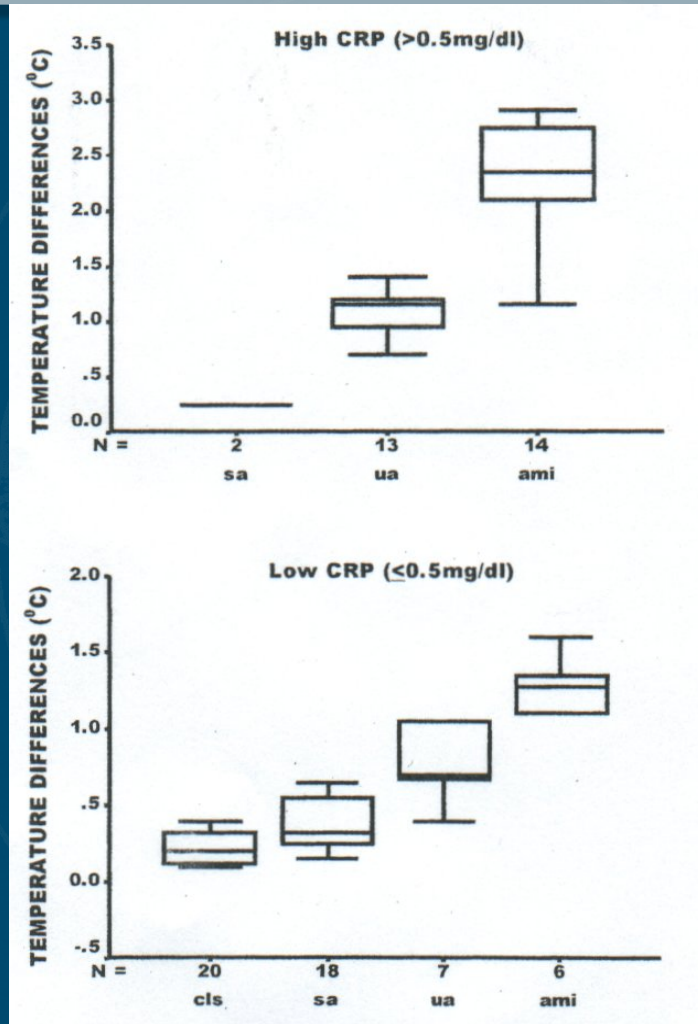 High CRP (>0.5mg/dl)
TEMPERATURE DIFFERENCES (⁰C)
3.5
3.0
2.5
2.0
1.5
1.0
.5
0.0
N = 2 13 14
sa ua ami
Low CRP (≤0.5mg/dl)
TEMPERATURE DIFFERENCES (⁰C)
2.0
1.5
1.0
.5
0.0
-.5
N = 20 18 7 6
cls sa ua ami